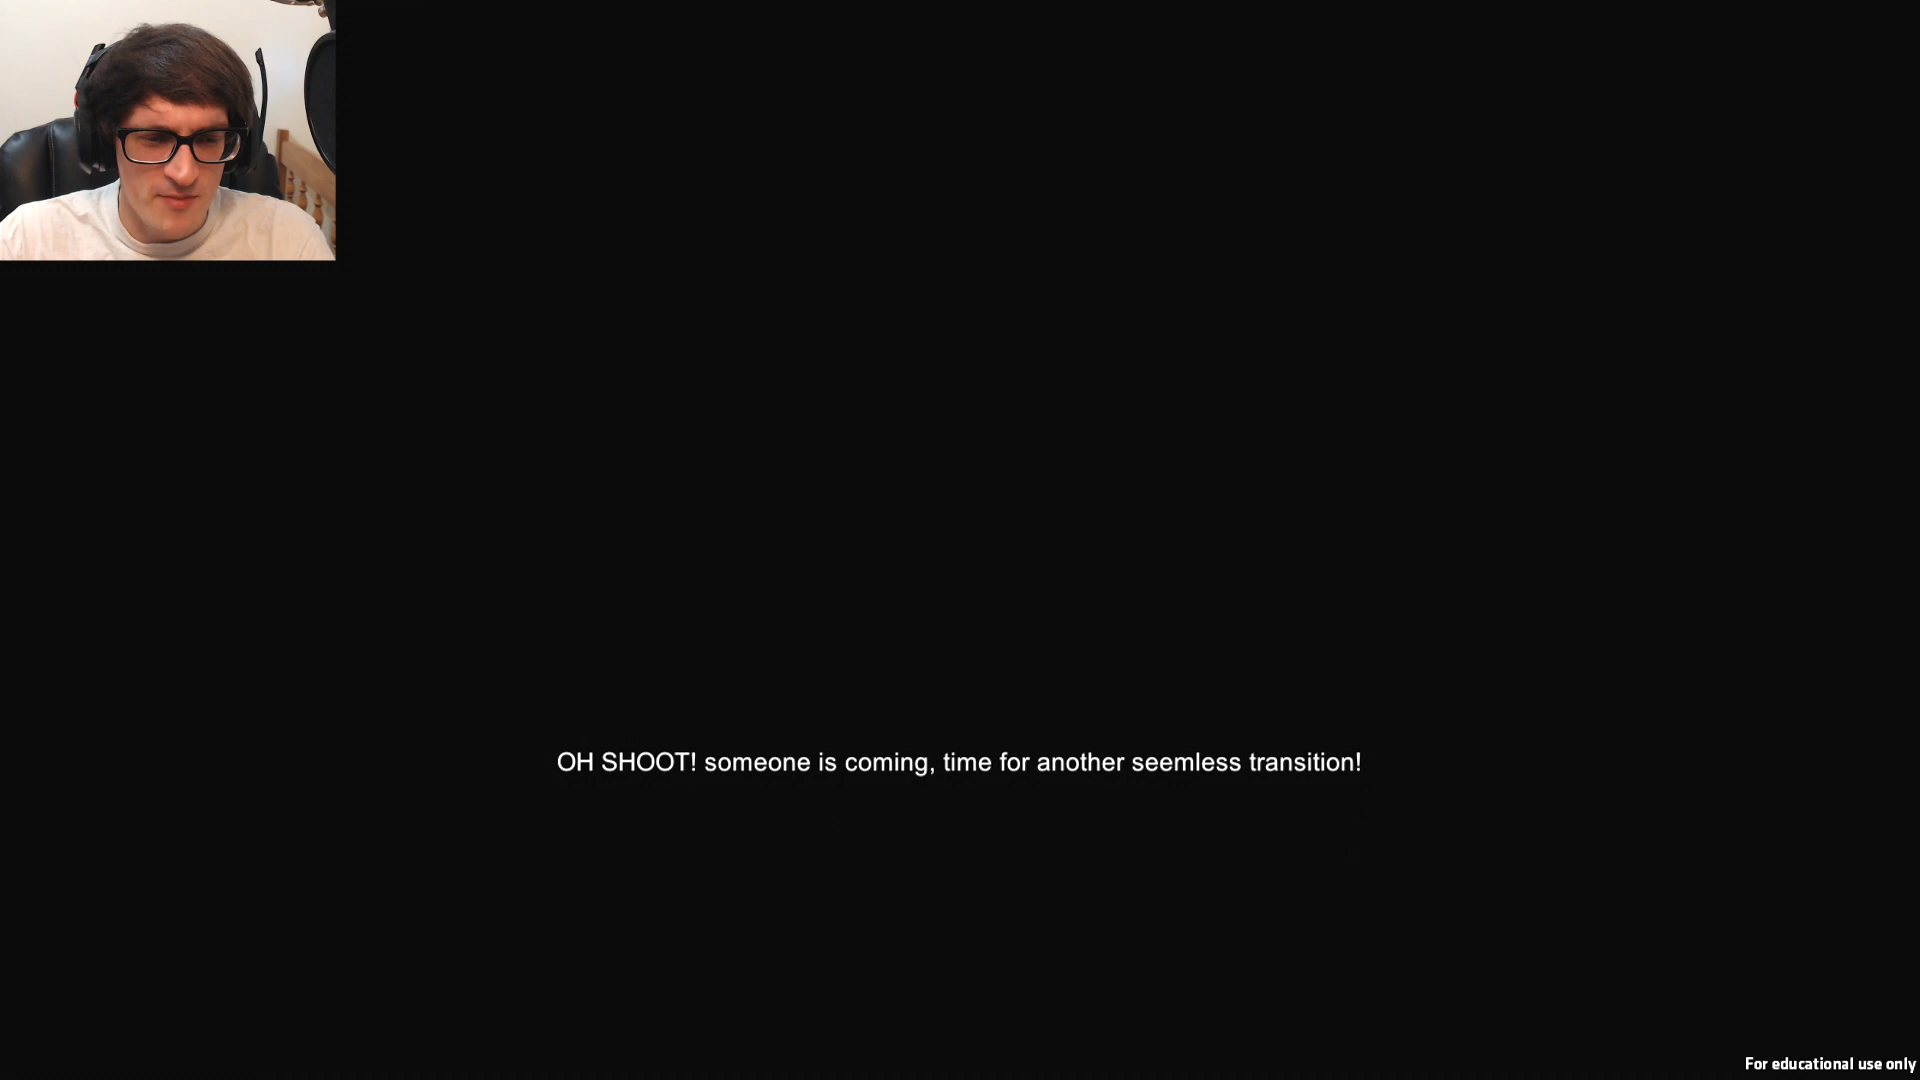 OH SHOOT! someone is coming, time for another seemless transition!
For educational use only